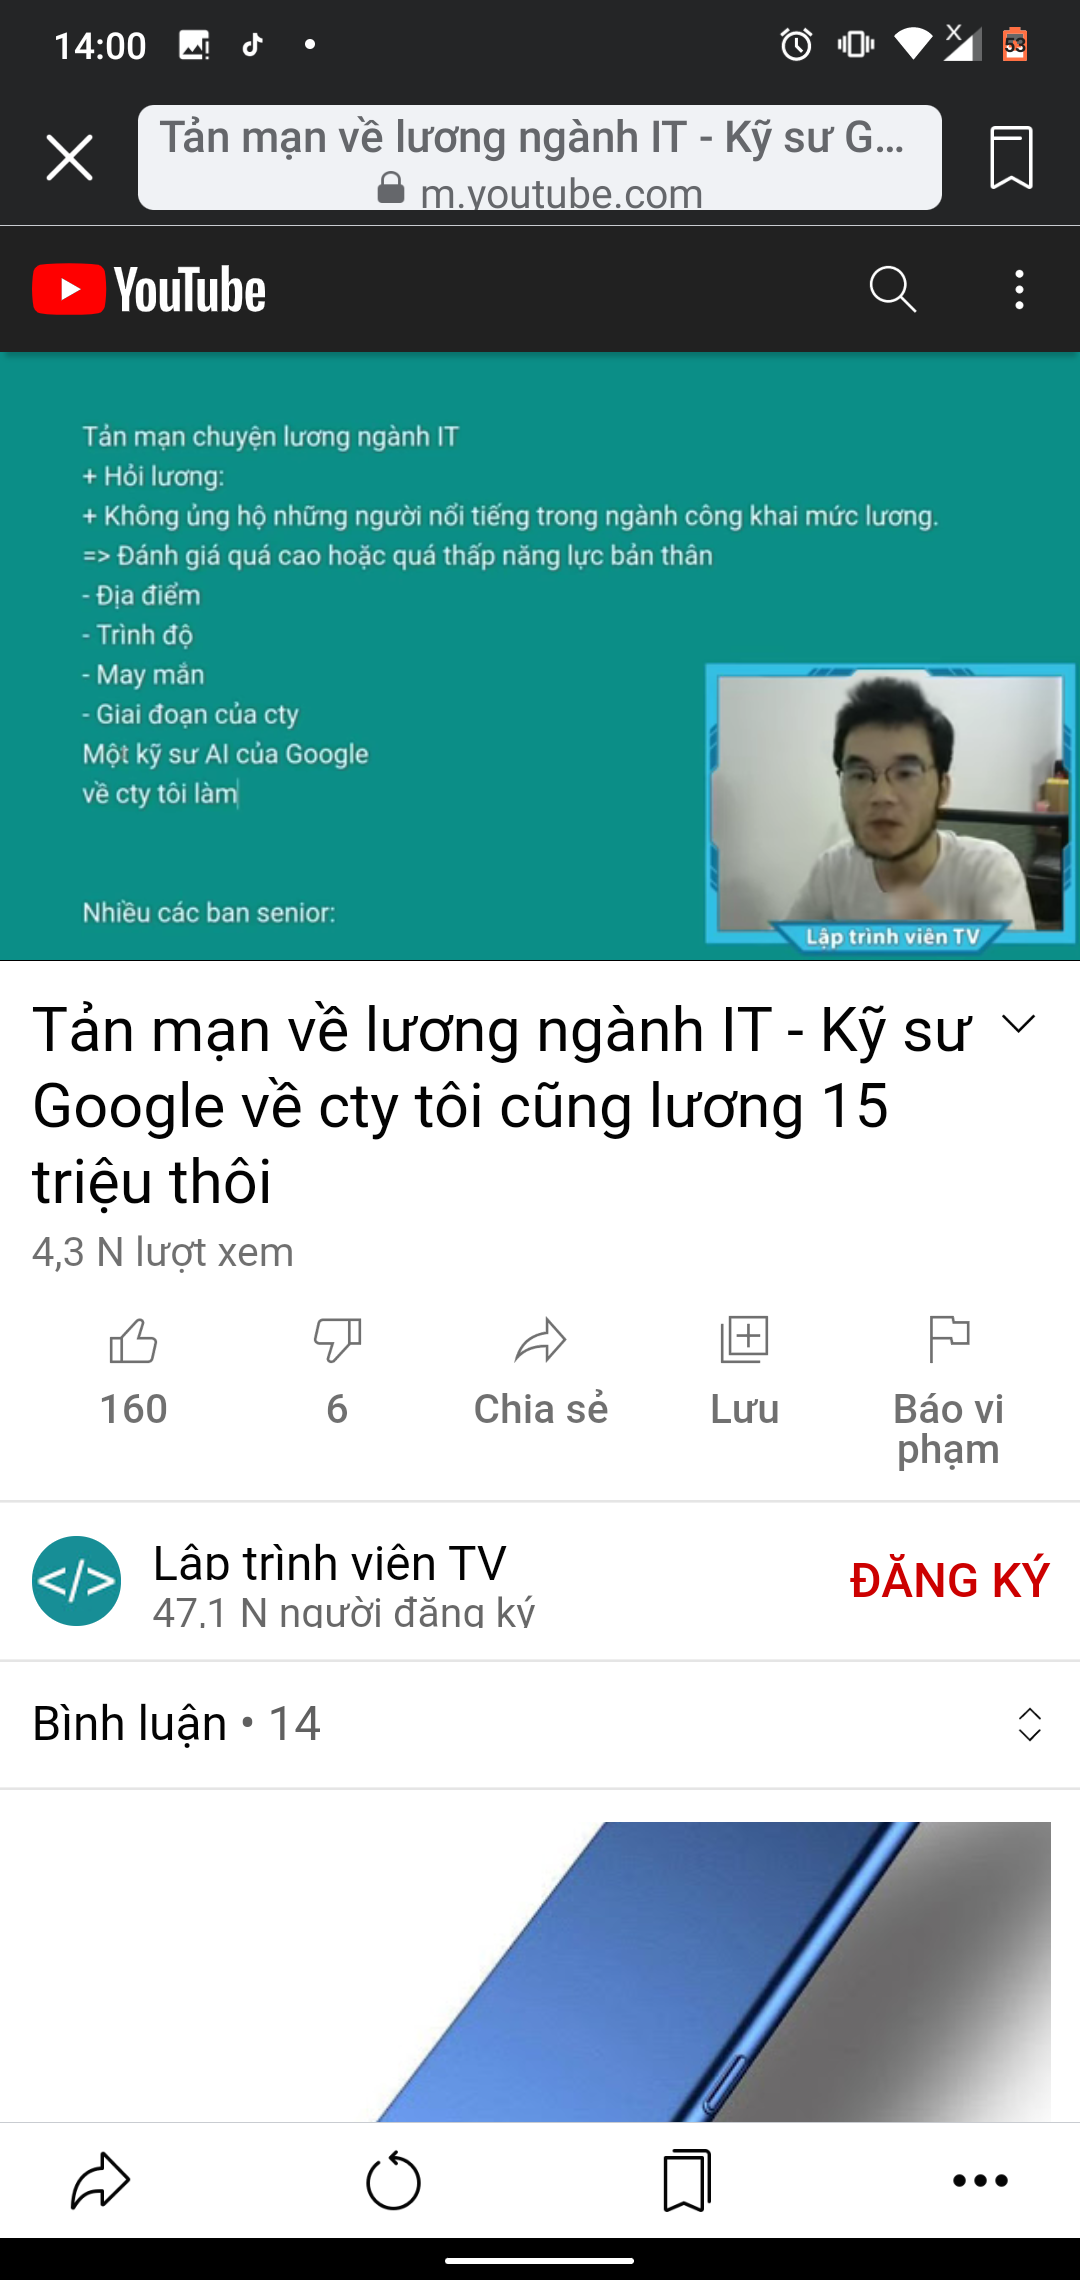 14:00
53
Tản mạn về lương ngành IT - Kỹ sư G...
m.youtube.com
YouTube
Tản mạn chuyện lương ngành IT
+ Hỏi lương:
+ Không ủng hộ những người nổi tiếng trong ngành công khai mức lương.
=> Đánh giá quá cao hoặc quá thấp năng lực bản thân
- Địa điểm
- Trình độ
- May mắn
- Giai đoạn của cty
Một kỹ sư AI của Google
về cty tôi làm
Nhiều các ban senior:
Lập trình viên TV
Tản mạn về lương ngành IT - Kỹ sư
Google về cty tôi cũng lương 15
triệu thôi
4,3 N lượt xem
160
6
Chia sẻ
Lưu
Báo vi
phạm
</>
Lập trình viên TV
47,1 N người đăng ký
ĐĂNG KÝ
Bình luận • 14